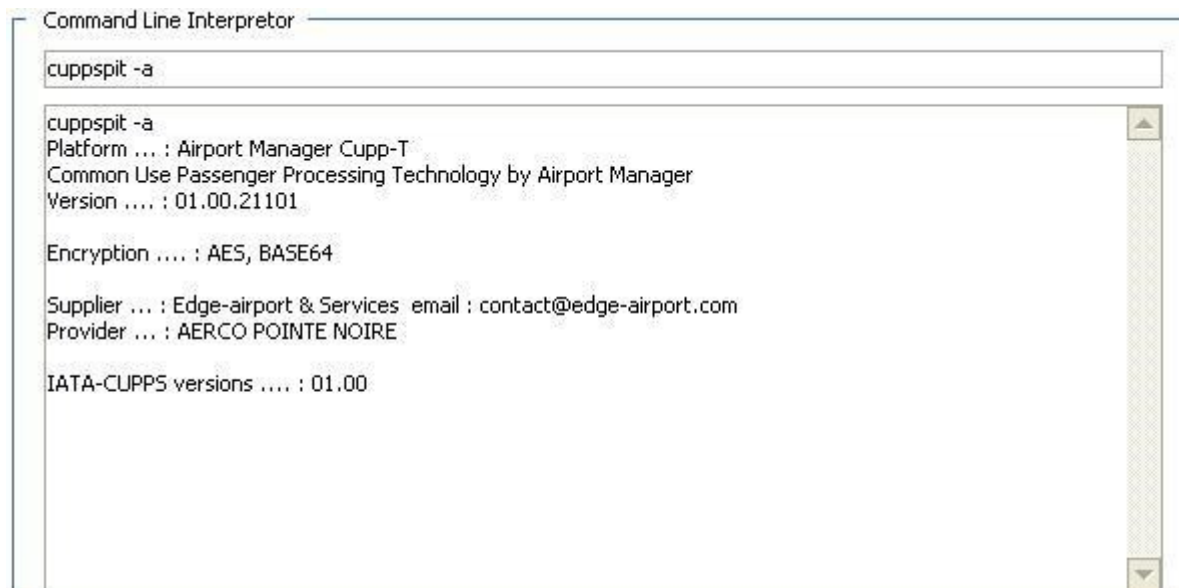 Command Line Interpretor
cuppspit -a
cuppspit -a
Platform ... : Airport Manager Cupp-T
Common Use Passenger Processing Technology by Airport Manager
Version .... : 01.00.21101
Encryption .... : AES, BASE64
Supplier ... : Edge-airport & Services  email : contact@edge-airport.com
Provider ... : AERCO POINTE NOIRE
IATA-CUPPS versions .... : 01.00